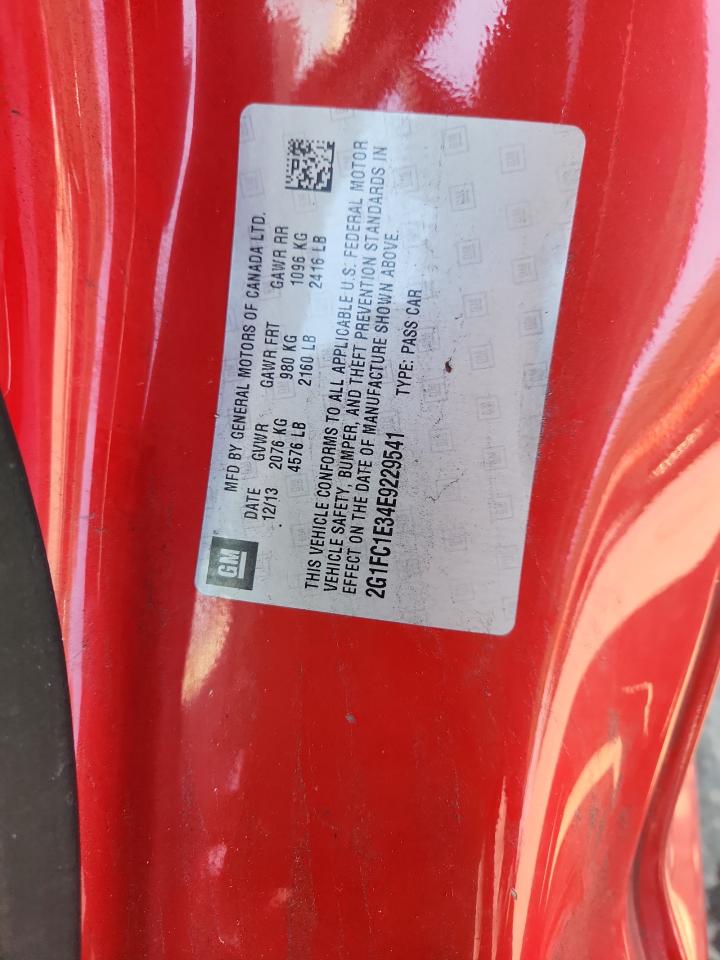 GM
MFD BY GENERAL MOTORS OF CANADA LTD.
DATE GVWR GAWR FRT GAWR RR
12/13 2076 KG 980 KG 1096 KG
4576 LB 2160 LB 2416 LB
THIS VEHICLE CONFORMS TO ALL APPLICABLE U.S. FEDERAL MOTOR
VEHICLE SAFETY, BUMPER, AND THEFT PREVENTION STANDARDS IN
EFFECT ON THE DATE OF MANUFACTURE SHOWN ABOVE.
2G1FC1E34E9229541 TYPE: PASS CAR